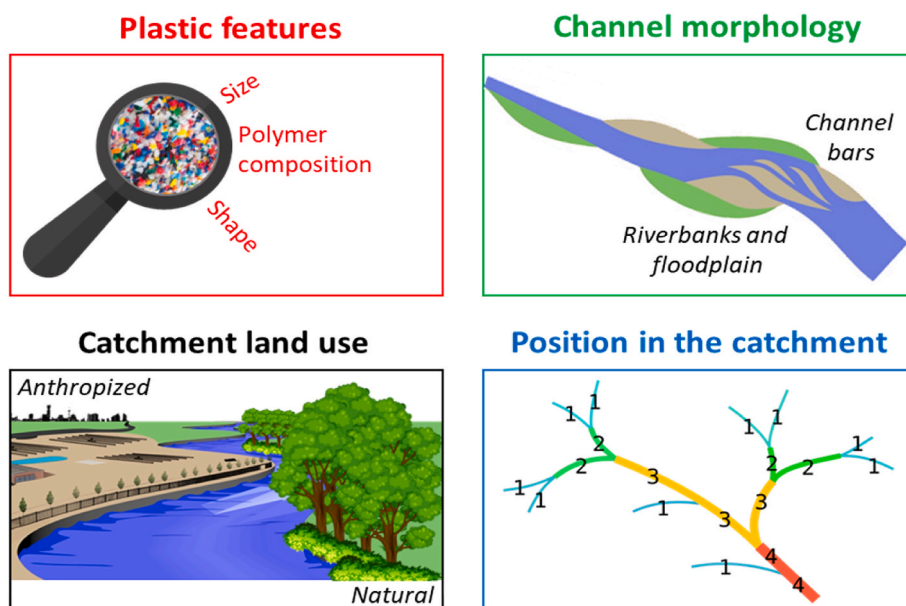 Plastic features
Size
Polymer
composition
Shape
Channel morphology
Channel
bars
Riverbanks and
floodplain
Catchment land use
Anthropized
Natural
Position in the catchment
1
1
1
1
2
2
1
1
3
1
3
1
1
2
2
1
1
3
4
4
1